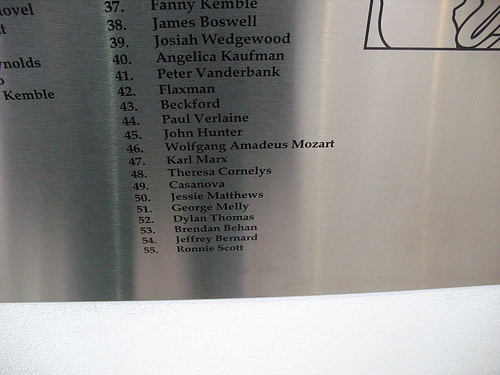 ovel
t
ynolds
Kemble
37. Fanny Kemble
38. James Boswell
39. Josiah Wedgewood
40. Angelica Kaufman
41. Peter Vanderbank
42. Flaxman
43. Beckford
44. Paul Verlaine
45. John Hunter
46. Wolfgang Amadeus Mozart
47. Karl Marx
48. Theresa Cornelys
49. Casanova
50. Jessie Matthews
51. George Melly
52. Dylan Thomas
53. Brendan Behan
54. Jeffrey Bernard
55. Ronnie Scott